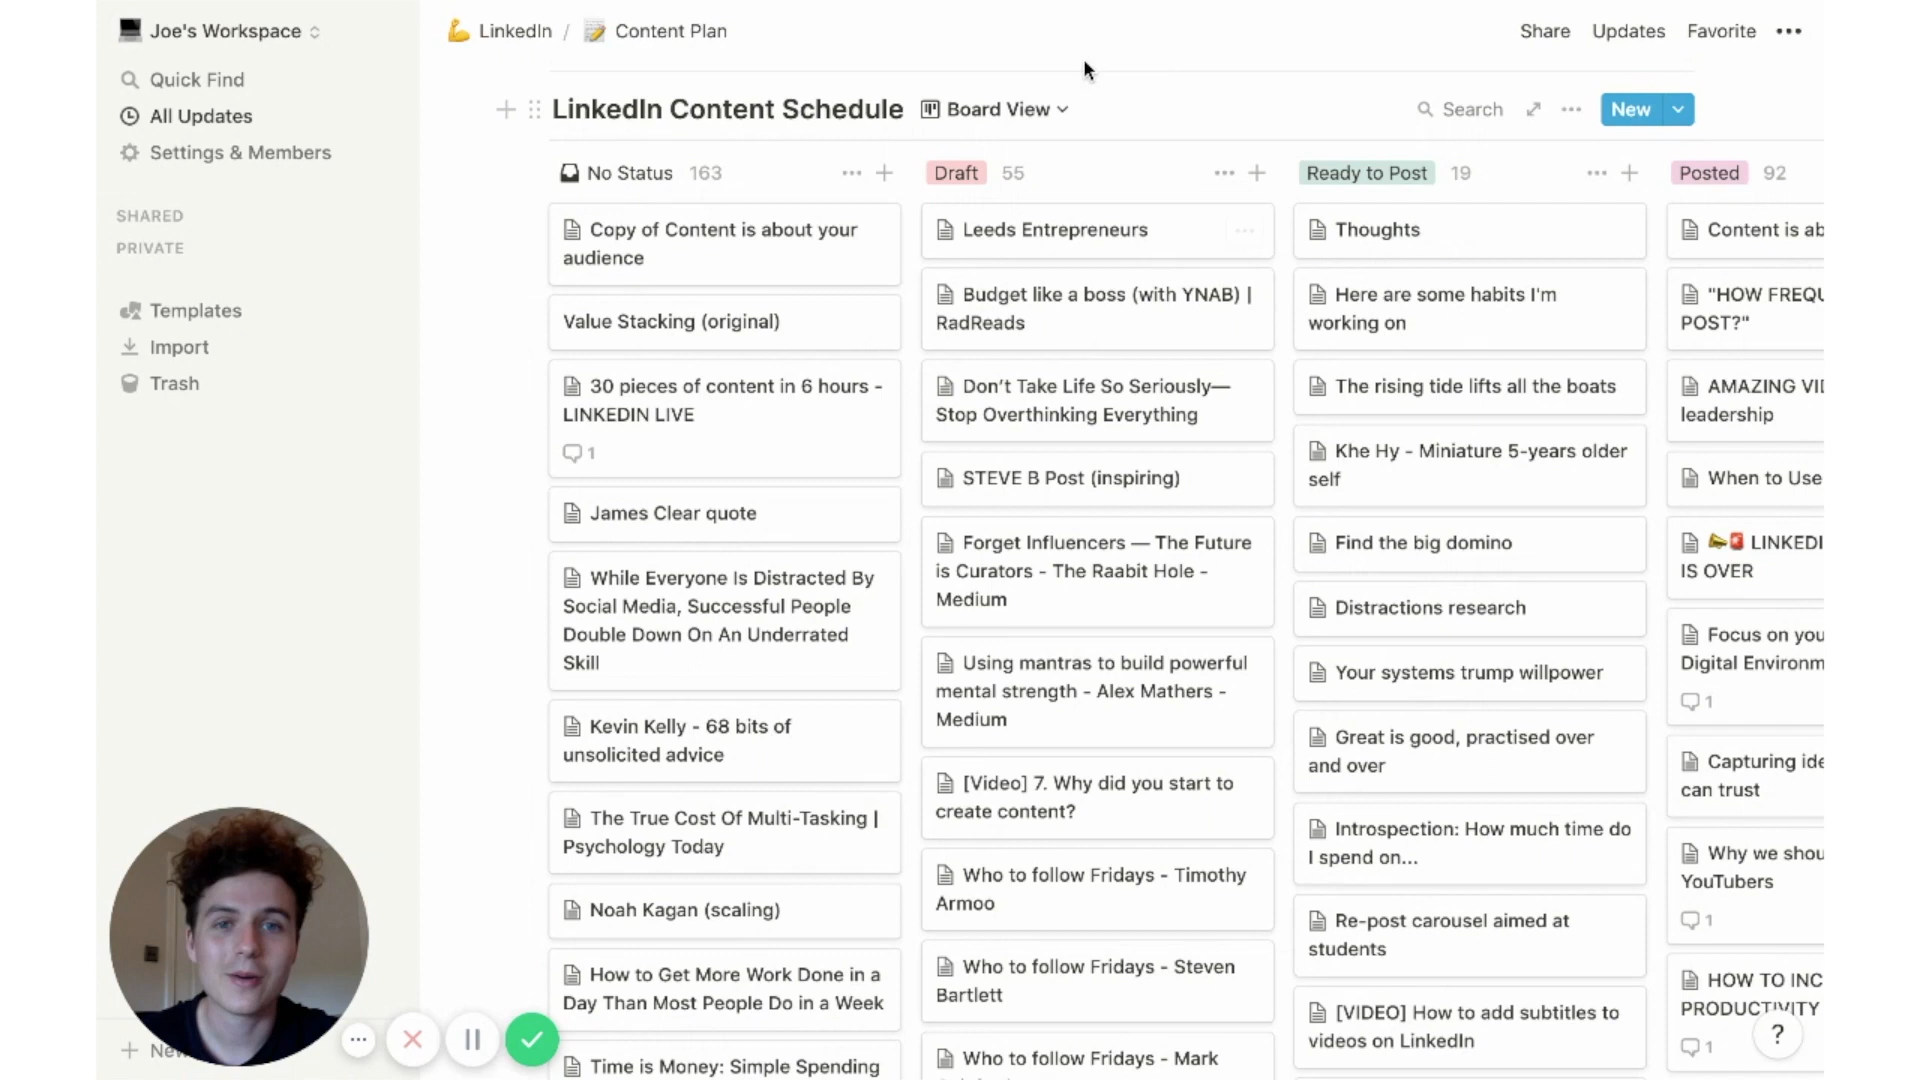 Joe's Workspace
LinkedIn / Content Plan
Share Updates Favorite
Quick Find
All Updates
Settings & Members
SHARED
PRIVATE
Templates
Import
Trash
LinkedIn Content Schedule
Board View
Search
New
No Status 163
Copy of Content is about your
audience
Value Stacking (original)
30 pieces of content in 6 hours -
LINKEDIN LIVE
1
James Clear quote
While Everyone Is Distracted By
Social Media, Successful People
Double Down On An Underrated
Skill
Kevin Kelly - 68 bits of
unsolicited advice
The True Cost Of Multi-Tasking |
Psychology Today
Noah Kagan (scaling)
How to Get More Work Done in a
Day Than Most People Do in a Week
Time is Money: Simple Spending
Draft 55
Leeds Entrepreneurs
Budget like a boss (with YNAB) |
RadReads
Don’t Take Life So Seriously—
Stop Overthinking Everything
STEVE B Post (inspiring)
Forget Influencers — The Future
is Curators - The Raabit Hole -
Medium
Using mantras to build powerful
mental strength - Alex Mathers -
Medium
[Video] 7. Why did you start to
create content?
Who to follow Fridays - Timothy
Armoo
Who to follow Fridays - Steven
Bartlett
Who to follow Fridays - Mark
Ready to Post 19
Thoughts
Here are some habits I'm
working on
The rising tide lifts all the boats
Khe Hy - Miniature 5-years older
self
Find the big domino
Distractions research
Your systems trump willpower
Great is good, practised over
and over
Introspection: How much time do
I spend on...
Re-post carousel aimed at
students
[VIDEO] How to add subtitles to
videos on LinkedIn
Posted 92
Content is ab
"HOW FREQU
POST?"
AMAZING VID
leadership
When to Use
LINKEDI
IS OVER
Focus on you
Digital Environm
1
Capturing ide
can trust
Why we shou
YouTubers
1
HOW TO INC
PRODUCTIVITY
1
?